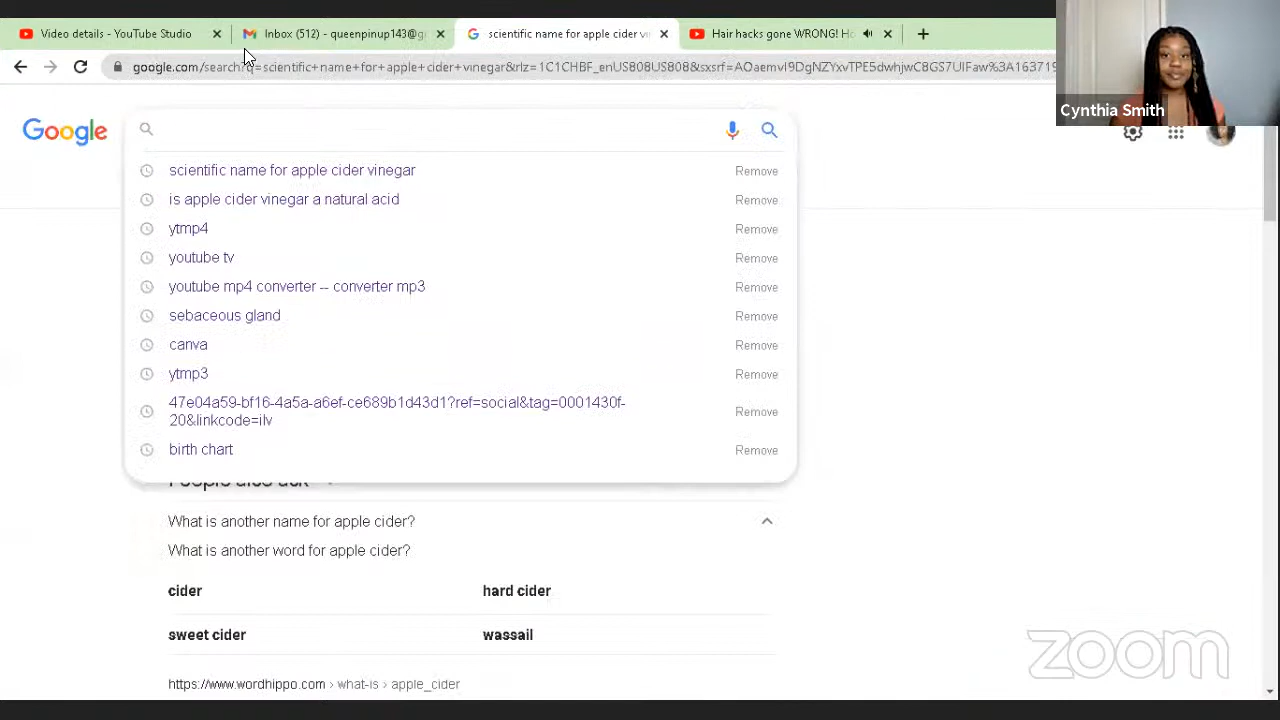 Video details - YouTube Studio
Inbox (512) - queenpinup143@g
scientific name for apple cider vi
Hair hacks gone WRONG! Ho
google.com/search?q=scientific+name+for+apple+cider+vinegar&rlz=1C1CHBF_enUS808US808&sxsrf=AOaemvI9DgNZYxvTPE5dwhjwC8GS7UIFaw%3A163719
Cynthia Smith
Google
scientific name for apple cider vinegar Remove
is apple cider vinegar a natural acid Remove
ytmp4 Remove
youtube tv Remove
youtube mp4 converter -- converter mp3 Remove
sebaceous gland Remove
canva Remove
ytmp3 Remove
47e04a59-bf16-4a5a-a6ef-ce689b1d43d1?ref=social&tag=0001430f-
20&linkcode=ilv Remove
birth chart Remove
People also ask
What is another name for apple cider?
What is another word for apple cider?
cider hard cider
sweet cider wassail
https://www.wordhippo.com › what-is › apple_cider
zoom